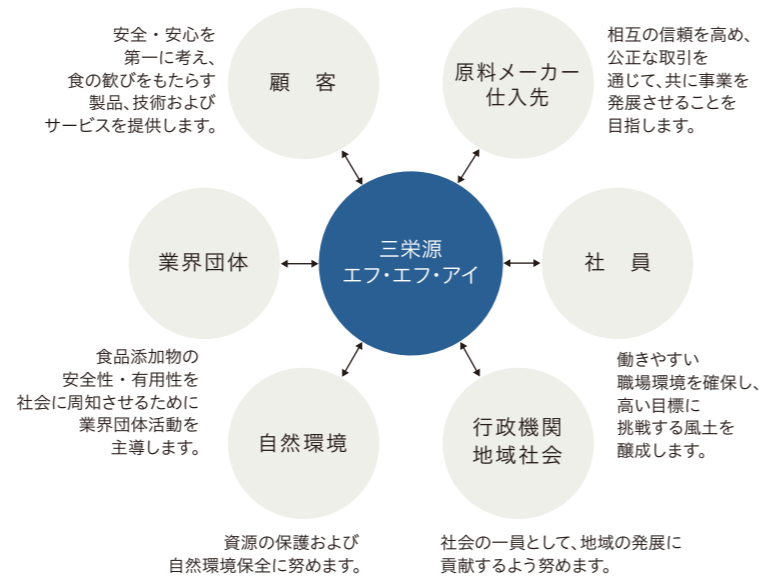 安全・安心を
第一に考え、
食の歓びをもたらす
製品、技術および
サービスを提供します。
顧　客
原料メーカー
仕入先
相互の信頼を高め、
公正な取引を
通じて、共に事業を
発展させることを
目指します。
業界団体
三栄源
エフ・エフ・アイ
社　員
食品添加物の
安全性・有用性を
社会に周知させるために
業界団体活動を
主導します。
働きやすい
職場環境を確保し、
高い目標に
挑戦する風土を
醸成します。
自然環境
行政機関
地域社会
資源の保護および
自然環境保全に努めます。
社会の一員として、地域の発展に
貢献するよう努めます。